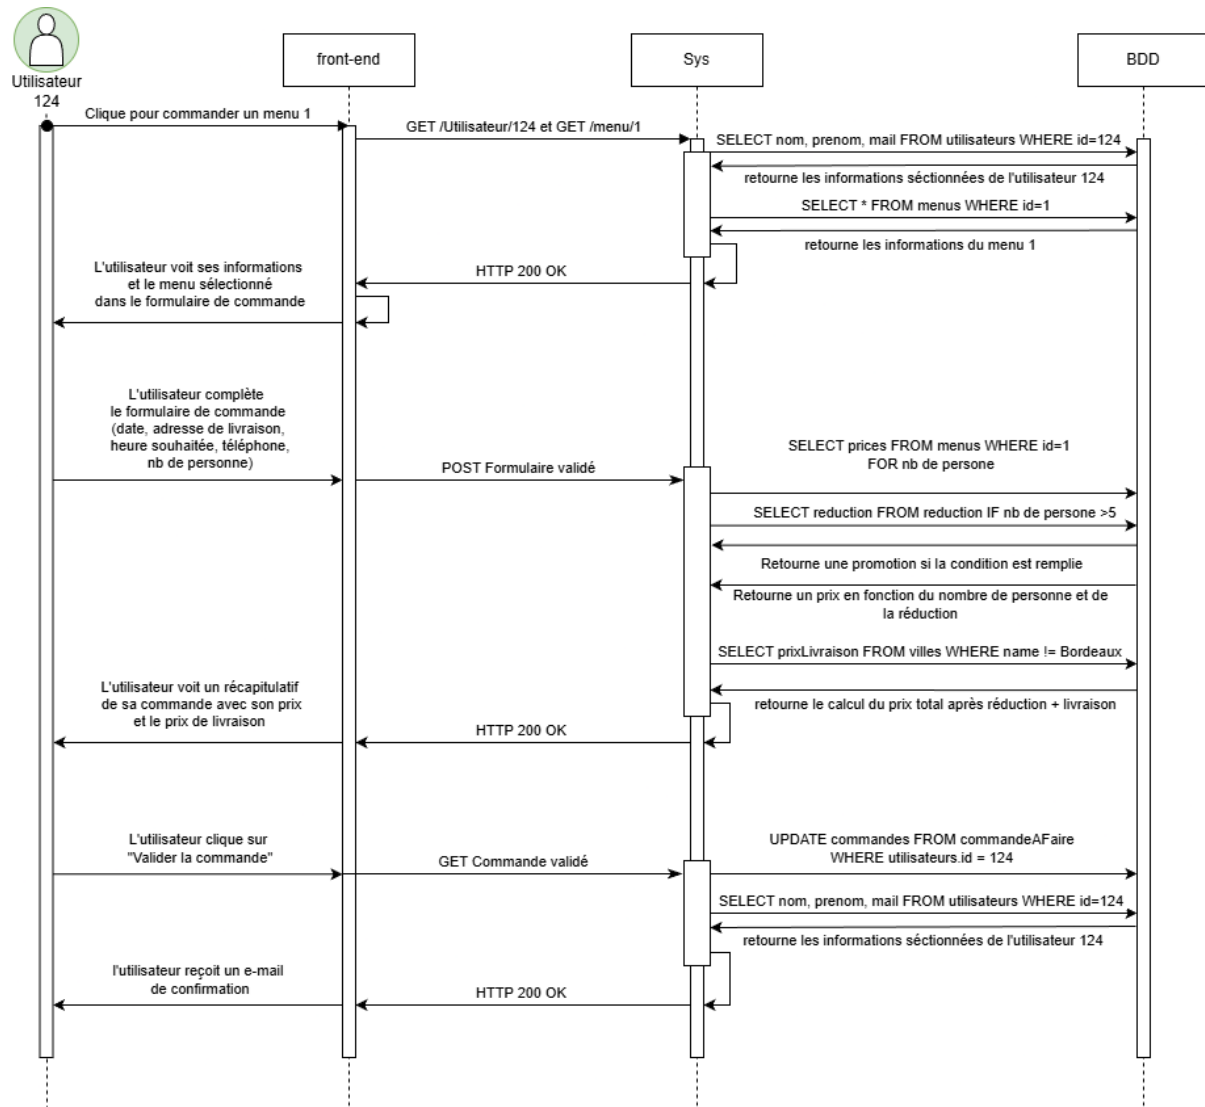 Utilisateur
124
front-end
Sys
BDD
Clique pour commander un menu 1
GET /Utilisateur/124 et GET /menu/1
SELECT nom, prenom, mail FROM utilisateurs WHERE id=124
retourne les informations séctionnées de l'utilisateur 124
SELECT * FROM menus WHERE id=1
retourne les informations du menu 1
HTTP 200 OK
L'utilisateur voit ses informations
et le menu sélectionné
dans le formulaire de commande
L'utilisateur complète
le formulaire de commande
(date, adresse de livraison,
heure souhaitée, téléphone,
nb de personne)
POST Formulaire validé
SELECT prices FROM menus WHERE id=1
FOR nb de persone
SELECT reduction FROM reduction IF nb de persone >5
Retourne une promotion si la condition est remplie
Retourne un prix en fonction du nombre de personne et de
la réduction
SELECT prixLivraison FROM villes WHERE name != Bordeaux
retourne le calcul du prix total après réduction + livraison
HTTP 200 OK
L'utilisateur voit un récapitulatif
de sa commande avec son prix
et le prix de livraison
L'utilisateur clique sur
"Valider la commande"
GET Commande validé
UPDATE commandes FROM commandeAFaire
WHERE utilisateurs.id = 124
SELECT nom, prenom, mail FROM utilisateurs WHERE id=124
retourne les informations séctionnées de l'utilisateur 124
HTTP 200 OK
l'utilisateur reçoit un e-mail
de confirmation